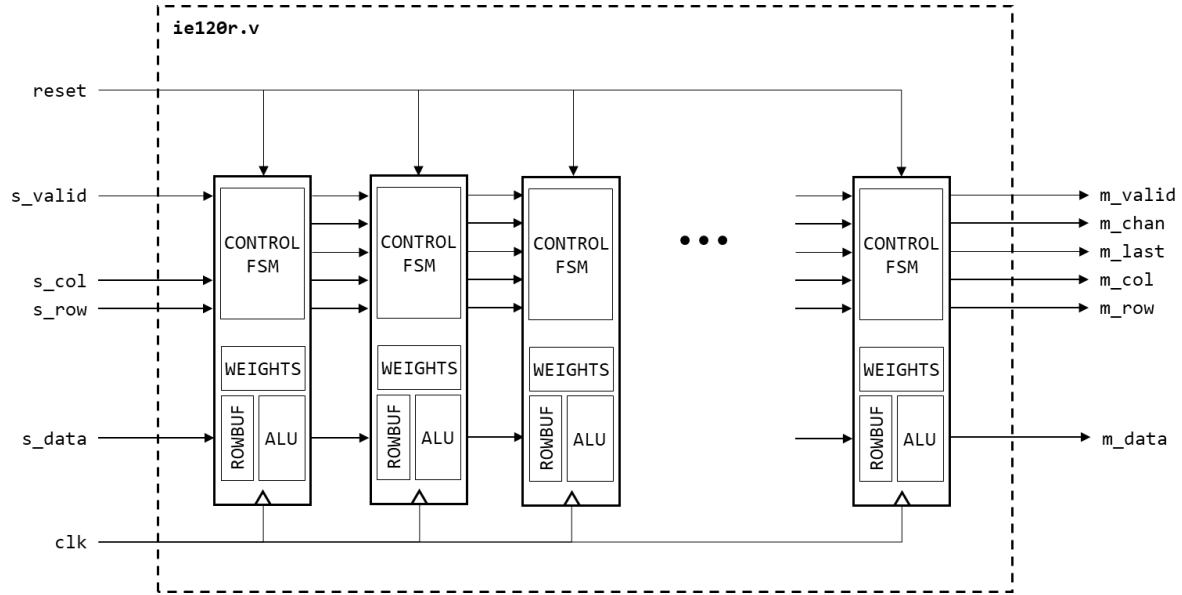 ie120r.v
reset
s_valid
m_valid
m_chan
CONTROL FSM
CONTROL FSM
CONTROL FSM
CONTROL FSM
m_last
s_col
m_col
s_row
m_row
WEIGHTS
WEIGHTS
WEIGHTS
WEIGHTS
s_data
ROWBUF
ALU
ROWBUF
ALU
ROWBUF
ALU
ROWBUF
ALU
m_data
clk